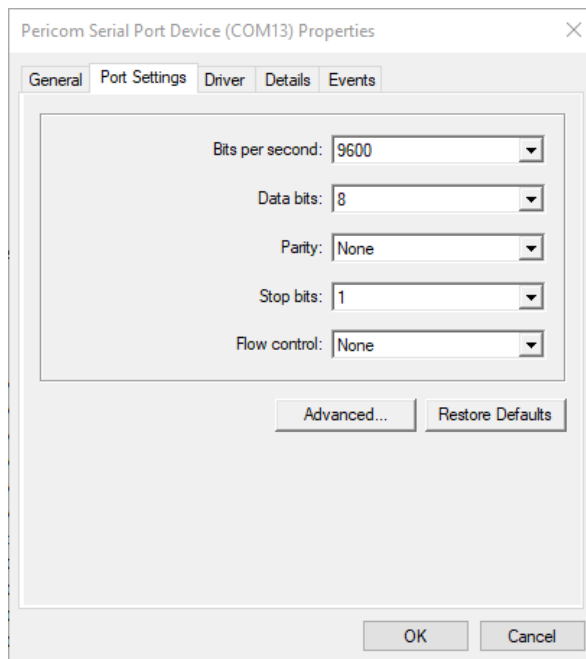 Pericom Serial Port Device (COM13) Properties
General Port Settings Driver Details Events
Bits per second: 9600
Data bits: 8
Parity: None
Stop bits: 1
Flow control: None
Advanced... Restore Defaults
OK Cancel